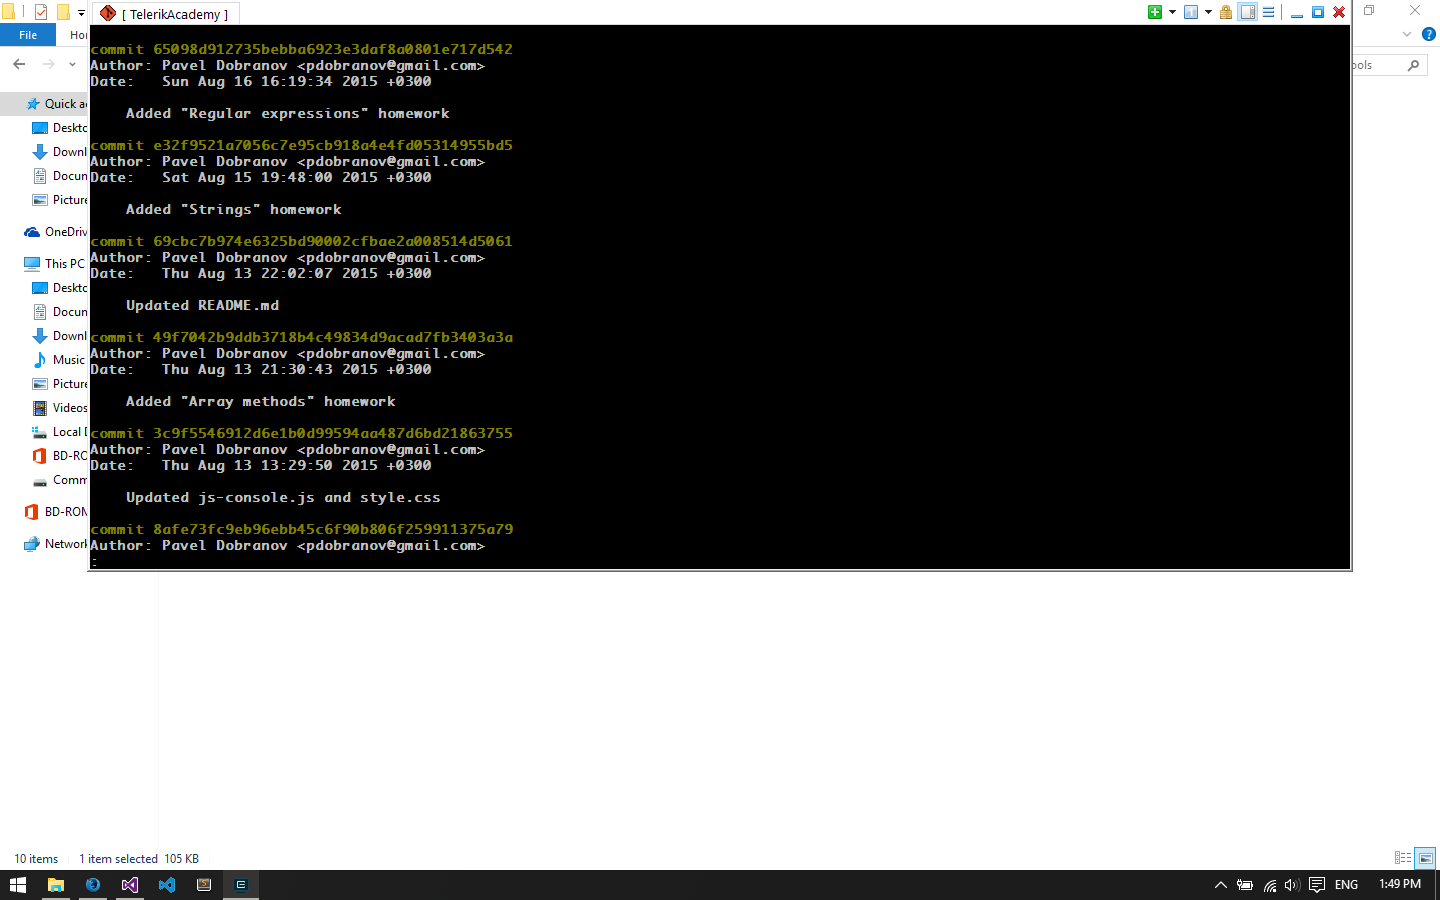 [ TelerikAcademy ]
File
Ho
ools
commit 65098d912735bebba6923e3daf8a0801e717d542
Author: Pavel Dobranov <pdobranov@gmail.com>
Date:   Sun Aug 16 16:19:34 2015 +0300
Added "Regular expressions" homework
commit e32f9521a7056c7e95cb918a4e4fd05314955bd5
Author: Pavel Dobranov <pdobranov@gmail.com>
Date:   Sat Aug 15 19:48:00 2015 +0300
Added "Strings" homework
commit 69cbc7b974e6325bd90002cfbae2a008514d5061
Author: Pavel Dobranov <pdobranov@gmail.com>
Date:   Thu Aug 13 22:02:07 2015 +0300
Updated README.md
commit 49f7042b9ddb3718b4c49834d9acad7fb3403a3a
Author: Pavel Dobranov <pdobranov@gmail.com>
Date:   Thu Aug 13 21:30:43 2015 +0300
Added "Array methods" homework
commit 3c9f5546912d6e1b0d99594aa487d6bd21863755
Author: Pavel Dobranov <pdobranov@gmail.com>
Date:   Thu Aug 13 13:29:50 2015 +0300
Updated js-console.js and style.css
commit 8afe73fc9eb96ebb45c6f90b806f259911375a79
Author: Pavel Dobranov <pdobranov@gmail.com>
:
Quick a
Deskto
Downl
Docun
Picture
OneDriv
This PC
Deskto
Docun
Downl
Music
Picture
Videos
Local D
BD-RO
Comm
BD-ROM
Network
10 items 1 item selected 105 KB
ENG 1:49 PM